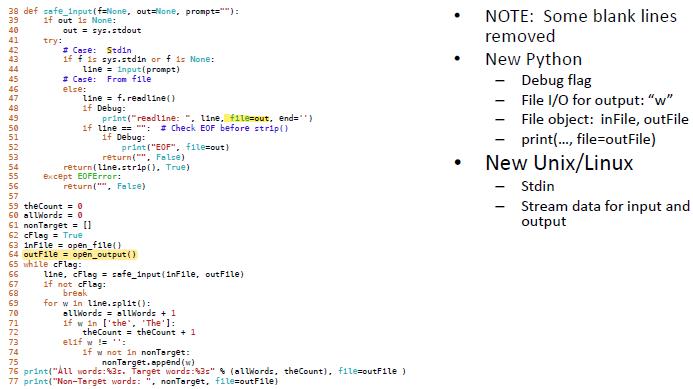 38 def safe_input(f=None, out=None, prompt=""):
39     if out is None:
40         out = sys.stdout
41     try:
42         # Case:  Stdin
43         if f is sys.stdin or f is None:
44             line = input(prompt)
45         # Case:  From file
46         else:
47             line = f.readline()
48             if Debug:
49                 print("readline: ", line, file=out, end='')
50             if line == "":  # Check EOF before strip()
51                 if Debug:
52                     print("EOF", file=out)
53                 return("", False)
54         return(line.strip(), True)
55     except EOFError:
56         return("", False)
57
59 theCount = 0
60 allWords = 0
61 nonTarget = []
62 cFlag = True
63 inFile = open_file()
64 outFile = open_output()
65 while cFlag:
66     line, cFlag = safe_input(inFile, outFile)
67     if not cFlag:
68         break
69     for w in line.split():
70         allWords = allWords + 1
71         if w in ['the', 'The']:
72             theCount = theCount + 1
73         elif w != '':
74             if w not in nonTarget:
75                 nonTarget.append(w)
76 print("All words:%3s. Target words:%3s" % (allWords, theCount), file=outFile )
77 print("Non-Target words: ", nonTarget, file=outFile)
• NOTE:  Some blank lines
removed
• New Python
– Debug flag
– File I/O for output: “w”
– File object:  inFile, outFile
– print(…, file=outFile)
• New Unix/Linux
– Stdin
– Stream data for input and
output